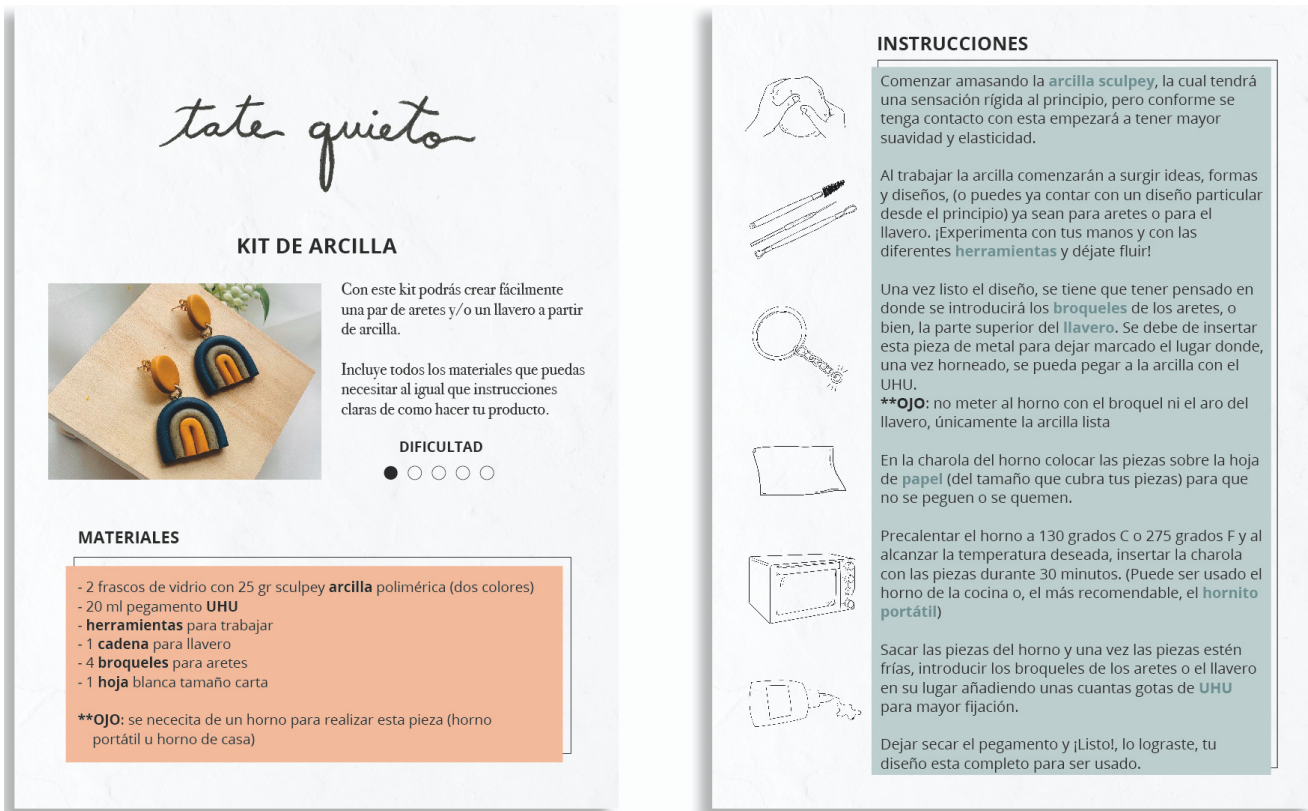 tate quieto
KIT DE ARCILLA
Con este kit podrás crear fácilmente
una par de aretes y/o un llavero a partir
de arcilla.
Incluye todos los materiales que puedas
necesitar al igual que instrucciones
claras de como hacer tu producto.
DIFICULTAD
MATERIALES
- 2 frascos de vidrio con 25 gr sculpey arcilla polimérica (dos colores)
- 20 ml pegamento UHU
- herramientas para trabajar
- 1 cadena para llavero
- 4 broqueles para aretes
- 1 hoja blanca tamaño carta
**OJO: se nececita de un horno para realizar esta pieza (horno
portátil u horno de casa)
INSTRUCCIONES
Comenzar amasando la arcilla sculpey, la cual tendrá
una sensación rígida al principio, pero conforme se
tenga contacto con esta empezará a tener mayor
suavidad y elasticidad.
Al trabajar la arcilla comenzarán a surgir ideas, formas
y diseños, (o puedes ya contar con un diseño particular
desde el principio) ya sean para aretes o para el
llavero. ¡Experimenta con tus manos y con las
diferentes herramientas y déjate fluir!
Una vez listo el diseño, se tiene que tener pensado en
donde se introducirá los broqueles de los aretes, o
bien, la parte superior del llavero. Se debe de insertar
esta pieza de metal para dejar marcado el lugar donde,
una vez horneado, se pueda pegar a la arcilla con el
UHU.
**OJO: no meter al horno con el broquel ni el aro del
llavero, únicamente la arcilla lista
En la charola del horno colocar las piezas sobre la hoja
de papel (del tamaño que cubra tus piezas) para que
no se peguen o se quemen.
Precalentar el horno a 130 grados C o 275 grados F y al
alcanzar la temperatura deseada, insertar la charola
con las piezas durante 30 minutos. (Puede ser usado el
horno de la cocina o, el más recomendable, el hornito
portátil)
Sacar las piezas del horno y una vez las piezas estén
frías, introducir los broqueles de los aretes o el llavero
en su lugar añadiendo unas cuantas gotas de UHU
para mayor fijación.
Dejar secar el pegamento y ¡Listo!, lo lograste, tu
diseño esta completo para ser usado.